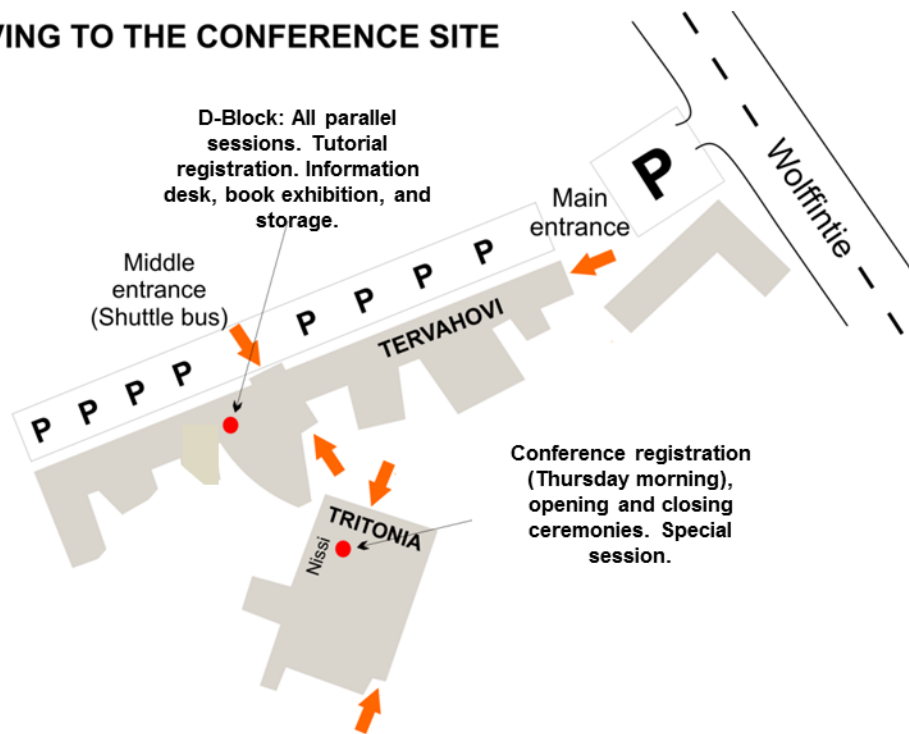 VING TO THE CONFERENCE SITE
D-Block: All parallel
sessions. Tutorial
registration. Information
desk, book exhibition, and
storage.
P
Wolffintie
Main
entrance
Middle
entrance
(Shuttle bus)
P P P P P P P P
TERVAHOVI
Conference registration
(Thursday morning),
opening and closing
ceremonies. Special
session.
TRITONIA
Nissi